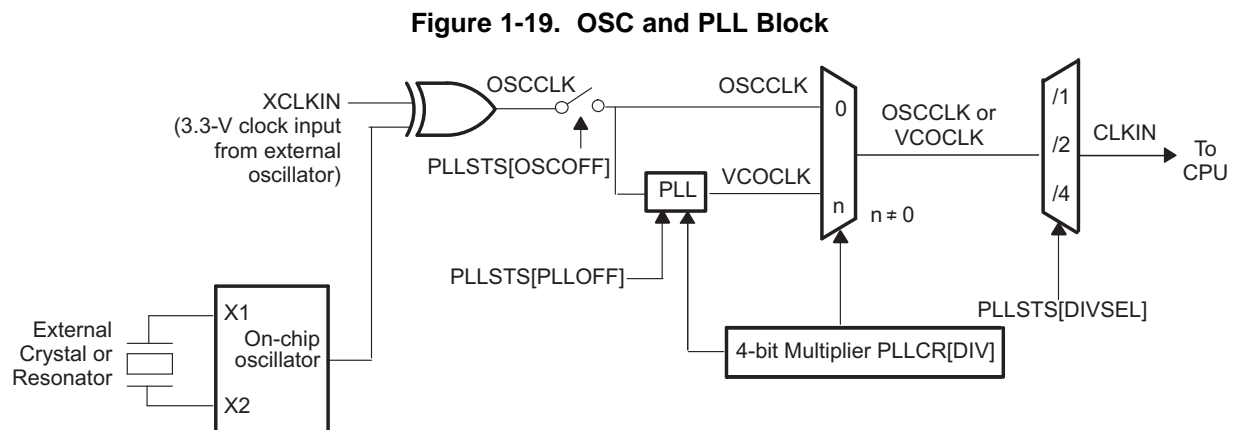 Figure 1-19. OSC and PLL Block
XCLKIN
(3.3-V clock input
from external
oscillator)
OSCCLK
PLLSTS[OSCOFF]
OSCCLK
0
OSCCLK or
VCOCLK
/1
/2
/4
CLKIN
To
CPU
PLL
VCOCLK
n
n ≠ 0
PLLSTS[PLLOFF]
PLLSTS[DIVSEL]
4-bit Multiplier PLLCR[DIV]
External
Crystal or
Resonator
X1
On-chip
oscillator
X2